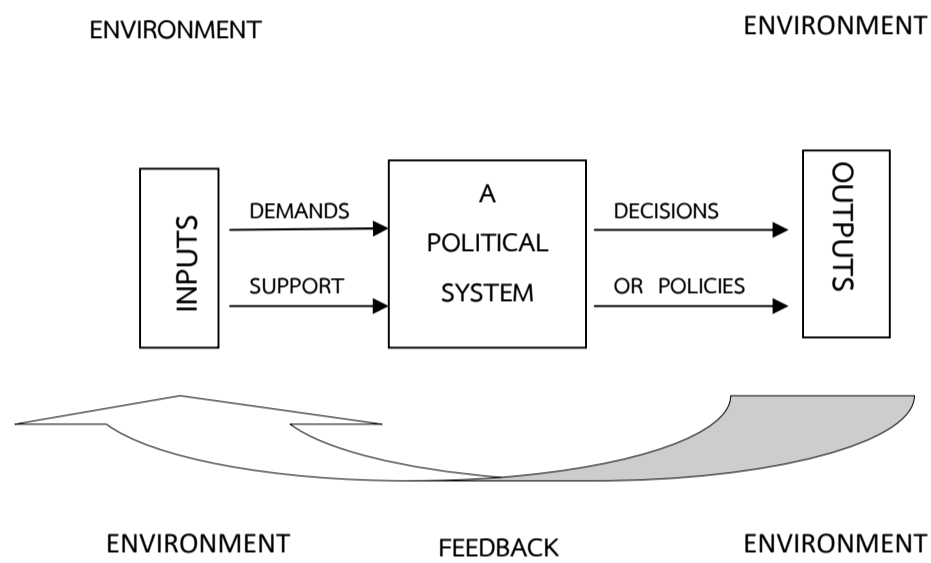 ENVIRONMENT
ENVIRONMENT
INPUTS
DEMANDS
SUPPORT
A
POLITICAL
SYSTEM
DECISIONS
OR POLICIES
OUTPUTS
ENVIRONMENT
FEEDBACK
ENVIRONMENT